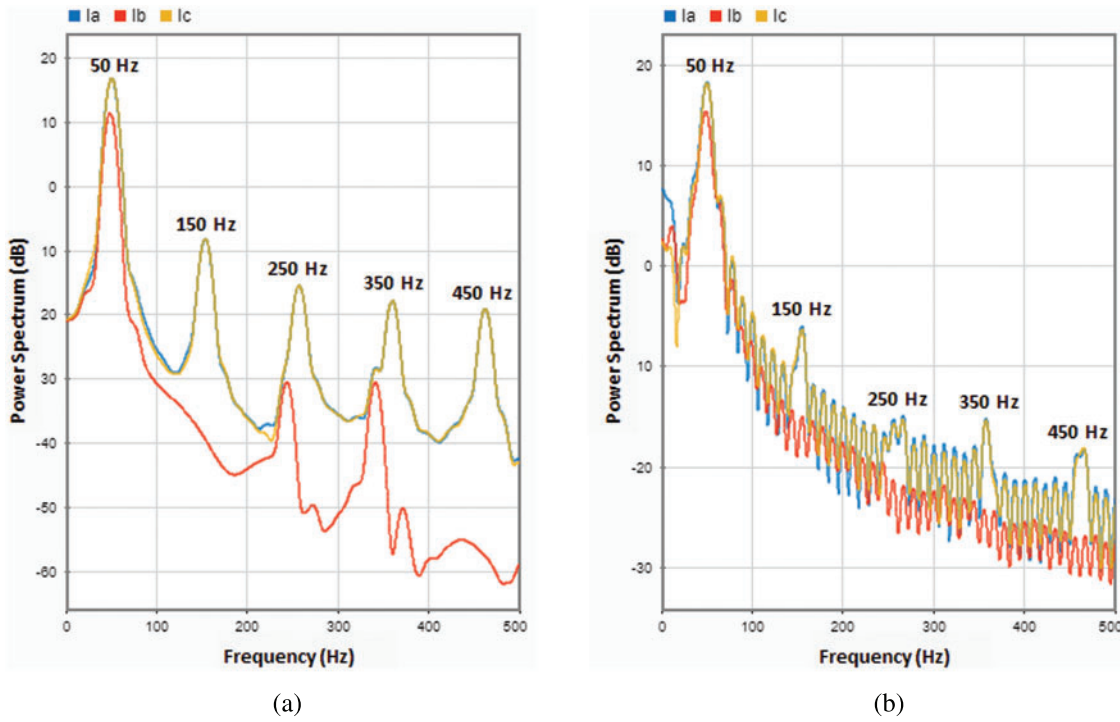 Ia Ib Ic
20
10
0
10
20
30
40
-50
-60
50 Hz
150 Hz
250 Hz
350 Hz
450 Hz
0 100 200 300 400 500
Power Spectrum (dB)
Frequency (Hz)
(a)
Ia Ib Ic
20
10
0
10
-20
-30
50 Hz
150 Hz
250 Hz
350 Hz
450 Hz
0 100 200 300 400 500
Power Spectrum (dB)
Frequency (Hz)
(b)